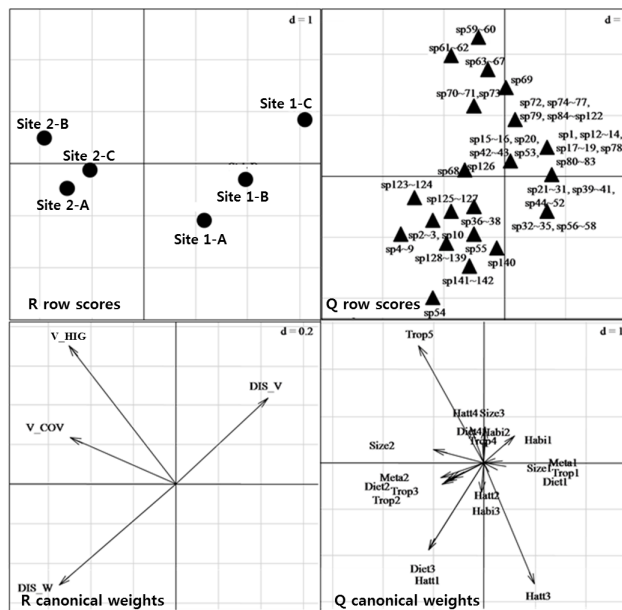 d = 1
Site 1-C
Site 2-B
Site 2-C
Site 2-A
Site 1-B
Site 1-A
R row scores
d =
sp59~60
sp61~62
sp63~67
sp69
sp70~71, sp73
sp72, sp74~77,
sp79, sp84~sp122
sp15~16, sp20,
sp42~43, sp53,
sp1, sp12~14,
sp17~19, sp78
sp80~83
sp68
sp126
sp21~31, sp39~41,
sp44~52
sp32~35, sp56~58
sp123~124
sp125~127
sp36~38
sp2~3, sp10
sp4~9
sp55
sp128~139
sp140
sp141~142
sp54
Q row scores
d = 0.2
V_HIG
DIS_V
V_COV
DIS_W
R canonical weights
d = 1
Trop5
Hatt4
Size3
Diet4
Habi2
Trop4
Habi1
Size2
Size1
Meta1
Trop1
Diet1
Meta2
Diet2
Trop3
Trop2
Hatt2
Habi3
Diet3
Hatt1
Hatt3
Q canonical weights